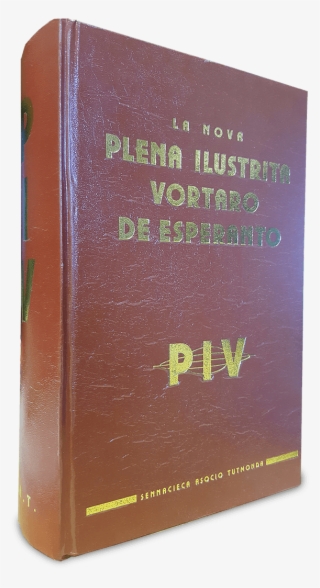 LA NOVA
PLENA ILUSTRITA
VORTARO
DE ESPERANTO
PIV
SENNACIECA ASOCIO TUTMONDA
P
I
V